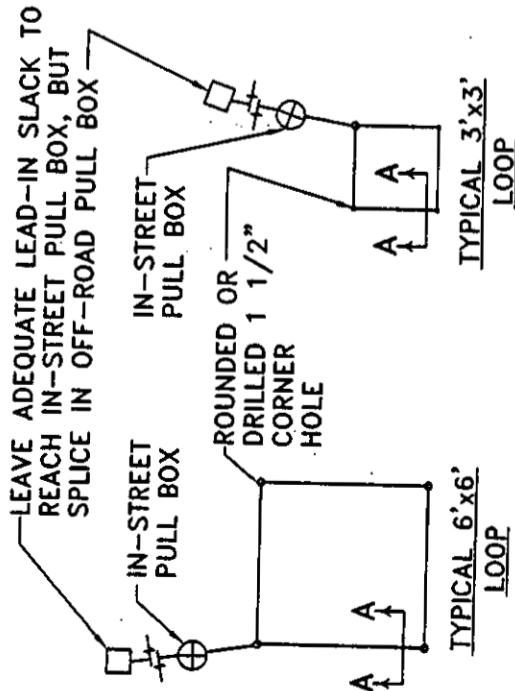 LEAVE ADEQUATE LEAD-IN SLACK TO
REACH IN-STREET PULL BOX, BUT
SPLICE IN OFF-ROAD PULL BOX
IN-STREET
PULL BOX
IN-STREET
PULL BOX
ROUNDED OR
DRILLED 1 1/2"
CORNER
HOLE
A
A
A
A
TYPICAL 6'x6'
LOOP
TYPICAL 3'x3'
LOOP